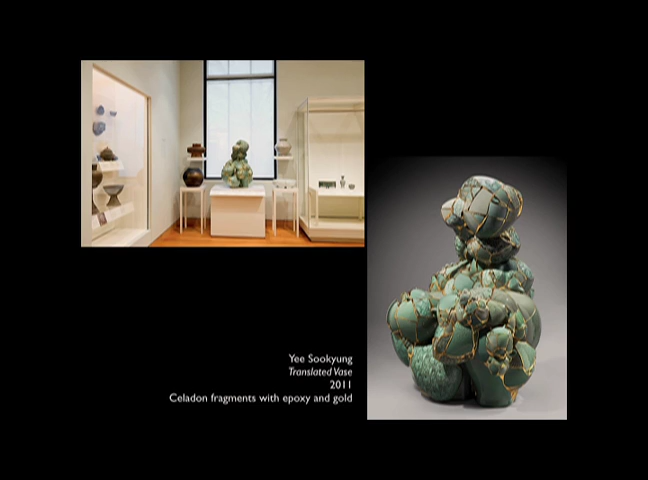 Yee Sookyung
Translated Vase
2011
Celadon fragments with epoxy and gold